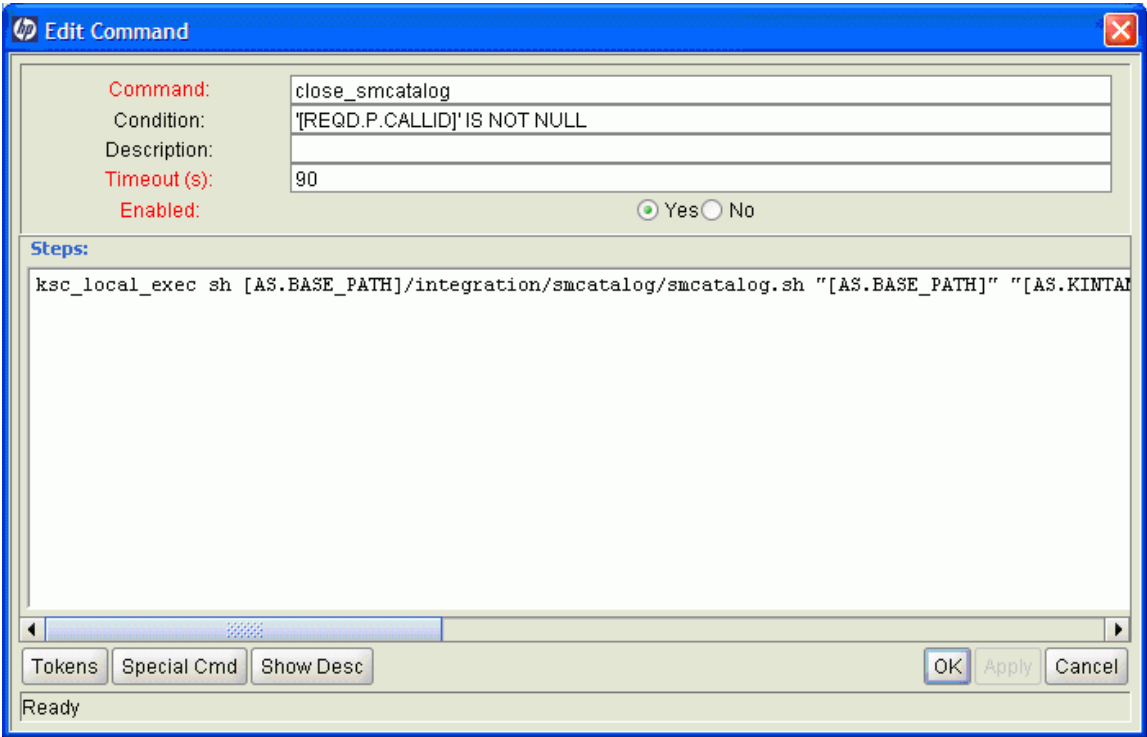 hp Edit Command
Command: close_smcatalog
Condition: '[REQD.P.CALLID]' IS NOT NULL
Description:
Timeout (s): 90
Enabled: Yes No
Steps:
ksc_local_exec sh [AS.BASE_PATH]/integration/smcatalog/smcatalog.sh "[AS.BASE_PATH]" "[AS.KINTAN
Tokens Special Cmd Show Desc OK Apply Cancel
Ready